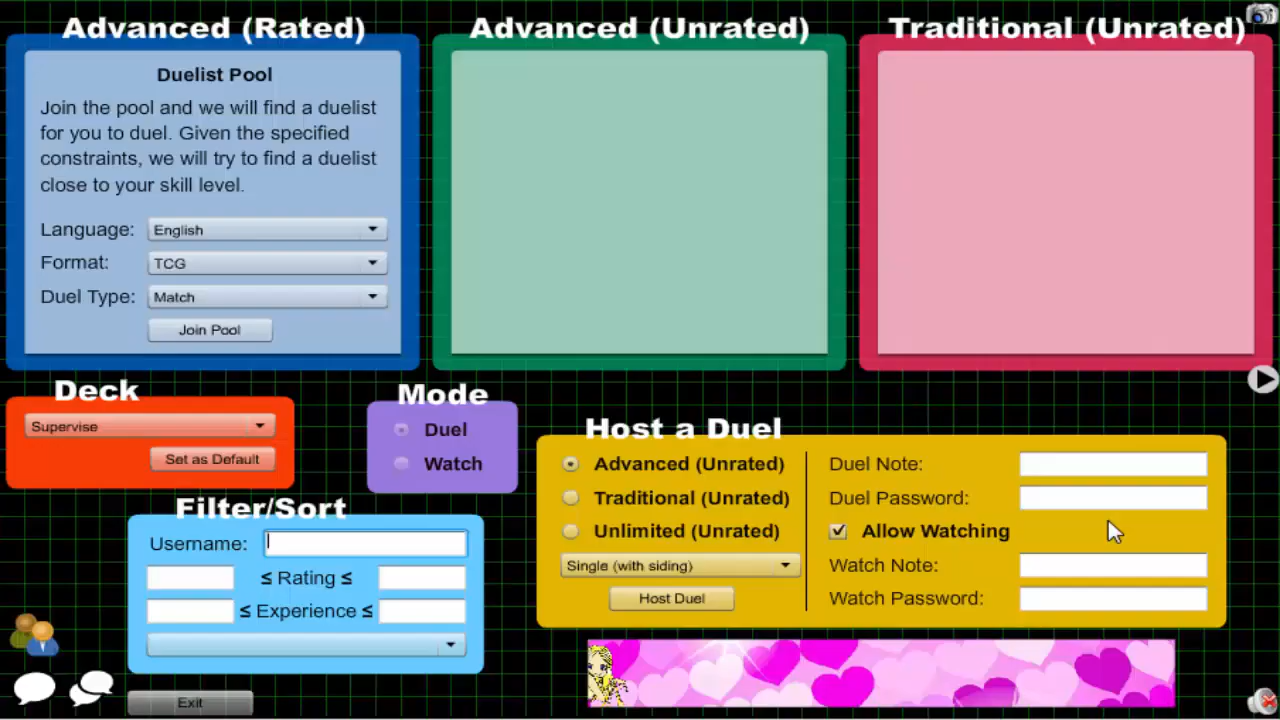 Advanced (Rated)
Duelist Pool
Join the pool and we will find a duelist
for you to duel. Given the specified
constraints, we will try to find a duelist
close to your skill level.
Language: English
Format: TCG
Duel Type: Match
Join Pool
Advanced (Unrated)
Traditional (Unrated)
Deck
Supervise
Set as Default
Mode
Duel
Watch
Filter/Sort
Username:
≤ Rating ≤
≤ Experience ≤
Exit
Host a Duel
Advanced (Unrated)
Traditional (Unrated)
Unlimited (Unrated)
Single (with siding)
Host Duel
Duel Note:
Duel Password:
Allow Watching
Watch Note:
Watch Password: